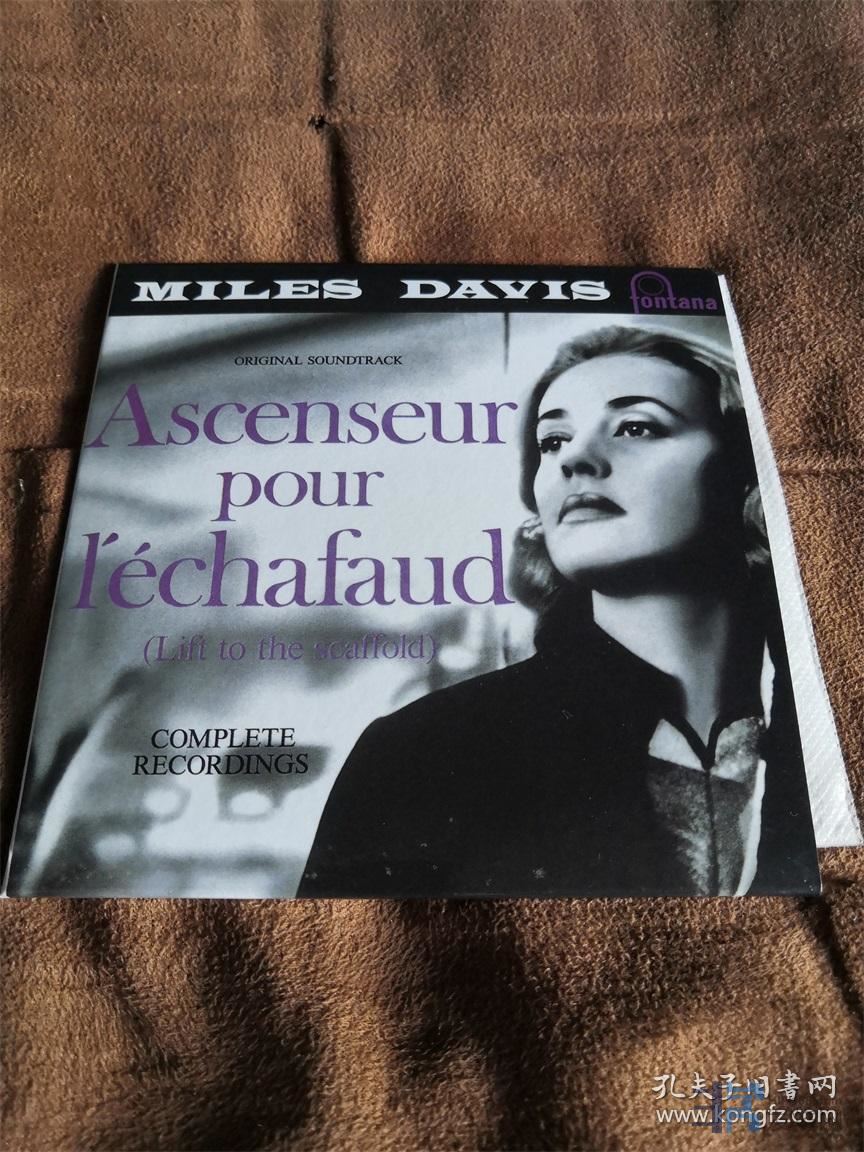 MILES DAVIS
fontana
ORIGINAL SOUNDTRACK
Ascenseur
pour
l'échafaud
(Lift to the scaffold)
COMPLETE
RECORDINGS
孔夫子旧書网
www.kongfz.com